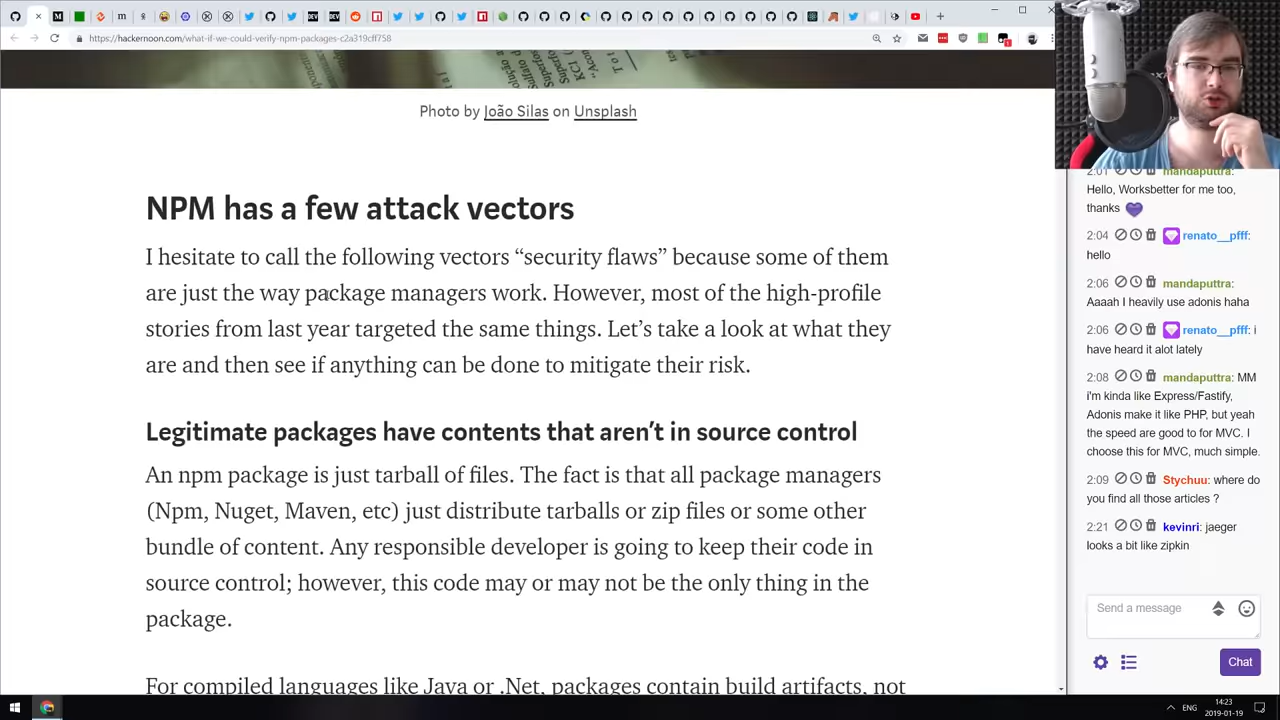 https://hackernoon.com/what-if-we-could-verify-npm-packages-c2a319cff758
Photo by João Silas on Unsplash
NPM has a few attack vectors
I hesitate to call the following vectors “security flaws” because some of them
are just the way package managers work. However, most of the high-profile
stories from last year targeted the same things. Let’s take a look at what they
are and then see if anything can be done to mitigate their risk.
Legitimate packages have contents that aren’t in source control
An npm package is just tarball of files. The fact is that all package managers
(Npm, Nuget, Maven, etc) just distribute tarballs or zip files or some other
bundle of content. Any responsible developer is going to keep their code in
source control; however, this code may or may not be the only thing in the
package.
For compiled languages like Java or .Net, packages contain build artifacts, not
2:01 mandaputtra:
Hello, Worksbetter for me too,
thanks
2:04 renato__pfff:
hello
2:06 mandaputtra:
Aaaah I heavily use adonis haha
2:06 renato__pfff: i
have heard it alot lately
2:08 mandaputtra: MM
i'm kinda like Express/Fastify,
Adonis make it like PHP, but yeah
the speed are good to for MVC. I
choose this for MVC, much simple.
2:09 Stychuu: where do
you find all those articles ?
2:21 kevinri: jaeger
looks a bit like zipkin
Send a message
Chat
ENG
14:23
2019-01-19